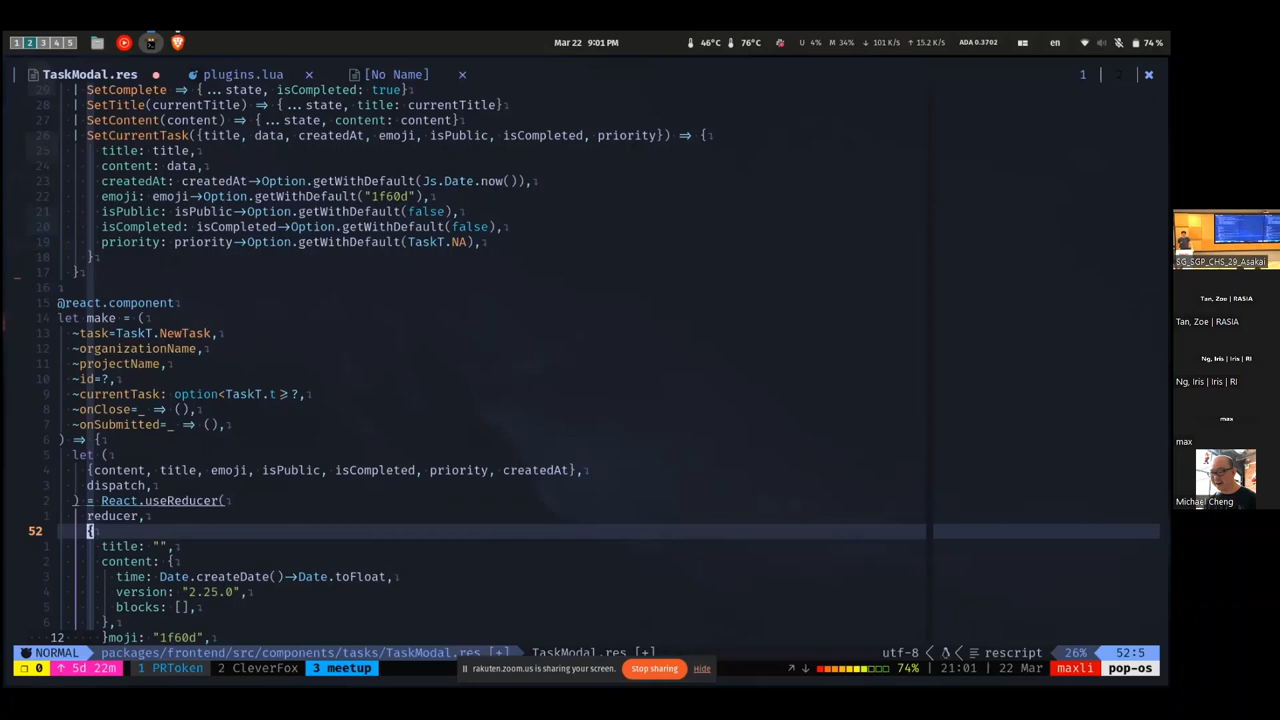 1 2 3 4 5
Mar 22 9:01 PM
46°C 76°C U 4% M 34% ↓ 101 K/s ↑ 15.2 K/s ADA 0.3702 en 74 %
TaskModal.res ● plugins.lua × [No Name] × 1 2 ×
29 | SetComplete => {...state, isCompleted: true}
28 | SetTitle(currentTitle) => {...state, title: currentTitle}
27 | SetContent(content) => {...state, content: content}
26 | SetCurrentTask({title, data, createdAt, emoji, isPublic, isCompleted, priority}) => {
25 title: title,
24 content: data,
23 createdAt: createdAt->Option.getWithDefault(Js.Date.now()),
22 emoji: emoji->Option.getWithDefault("1f60d"),
21 isPublic: isPublic->Option.getWithDefault(false),
20 isCompleted: isCompleted->Option.getWithDefault(false),
19 priority: priority->Option.getWithDefault(TaskT.NA),
18 }
17 }
16
15 @react.component
14 let make = (
13 ~task=TaskT.NewTask,
12 ~organizationName,
11 ~projectName,
10 ~id=?,
9 ~currentTask: option<TaskT.t>=?,
8 ~onClose=_ => (),
7 ~onSubmitted=_ => (),
6 ) => {
5 let (
4 {content, title, emoji, isPublic, isCompleted, priority, createdAt},
3 dispatch,
2 ) = React.useReducer(
1 reducer,
52 {
1 title: "",
2 content: {
3 time: Date.createDate()->Date.toFloat,
4 version: "2.25.0",
5 blocks: [],
6 },
12 }moji: "1f60d",
NORMAL packages/frontend/src/components/tasks/TaskModal.res [+] TaskModal.res [+] utf-8 rescript 26% 52:5
0 ↑ 5d 22m 1 PRToken 2 CleverFox 3 meetup 74% 21:01 22 Mar maxli pop-os
rakuten.zoom.us is sharing your screen. Stop sharing Hide
SG_SGP_CHS_29_Asakai
Tan, Zoe | RASIA
Tan, Zoe | RASIA
Ng, Iris | Iris | RI
Ng, Iris | Iris | RI
max
max
Michael Cheng